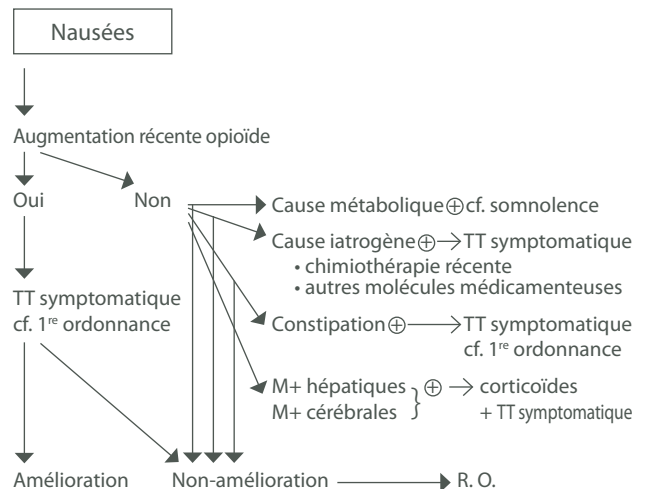 Nausées
Augmentation récente opioïde
Oui
Non
Cause métabolique ⊕ cf. somnolence
Cause iatrogène ⊕ → TT symptomatique
• chimiothérapie récente
• autres molécules médicamenteuses
TT symptomatique
cf. 1re ordonnance
Constipation ⊕ → TT symptomatique
cf. 1re ordonnance
M+ hépatiques } ⊕ → corticoïdes
M+ cérébrales + TT symptomatique
Amélioration
Non-amélioration
R. O.